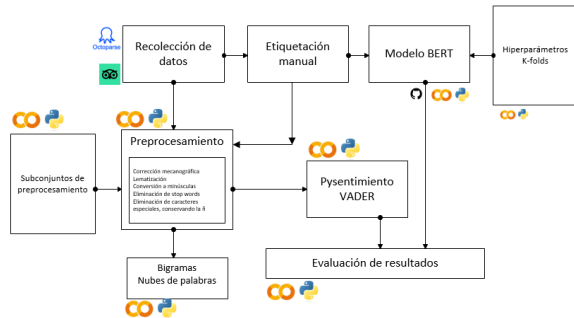 Octoparse
Recolección de
datos
Etiquetación
manual
Modelo BERT
Hiperparámetros
K-folds
Subconjuntos de
preprocesamiento
Preprocesamiento
Corrección mecanográfica
Lematización
Conversión a minúsculas
Eliminación de stop words
Eliminación de caracteres
especiales, conservando la ñ
Pysentimiento
VADER
Bigramas
Nubes de palabras
Evaluación de resultados